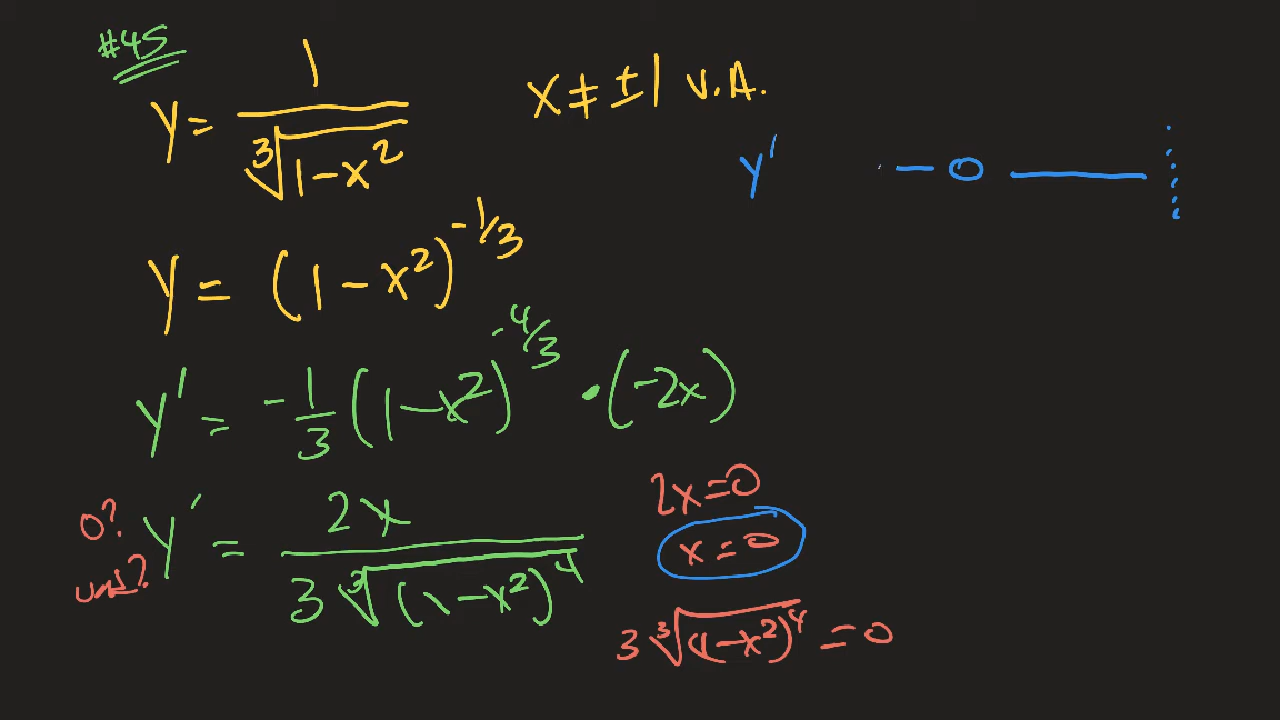 #45
y = 1/∛(1-x²)
x ≠ ±1 V.A.
y' — 0 —
y = (1-x²)^(-1/3)
y' = -1/3 (1-x²)^(-4/3) · (-2x)
0?
und?
y' = 2x/(3∛((1-x²)⁴))
2x=0
x=0
3∛((1-x²)⁴) = 0